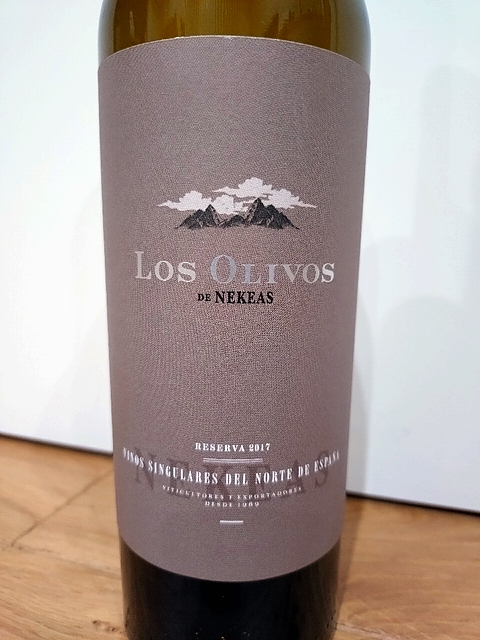 LOS OLIVOS
DE NEKEAS
RESERVA 2017
NEKEAS
VINOS SINGULARES DEL NORTE DE ESPAÑA
VITICULTORES Y EXPORTADORES
DESDE 1989